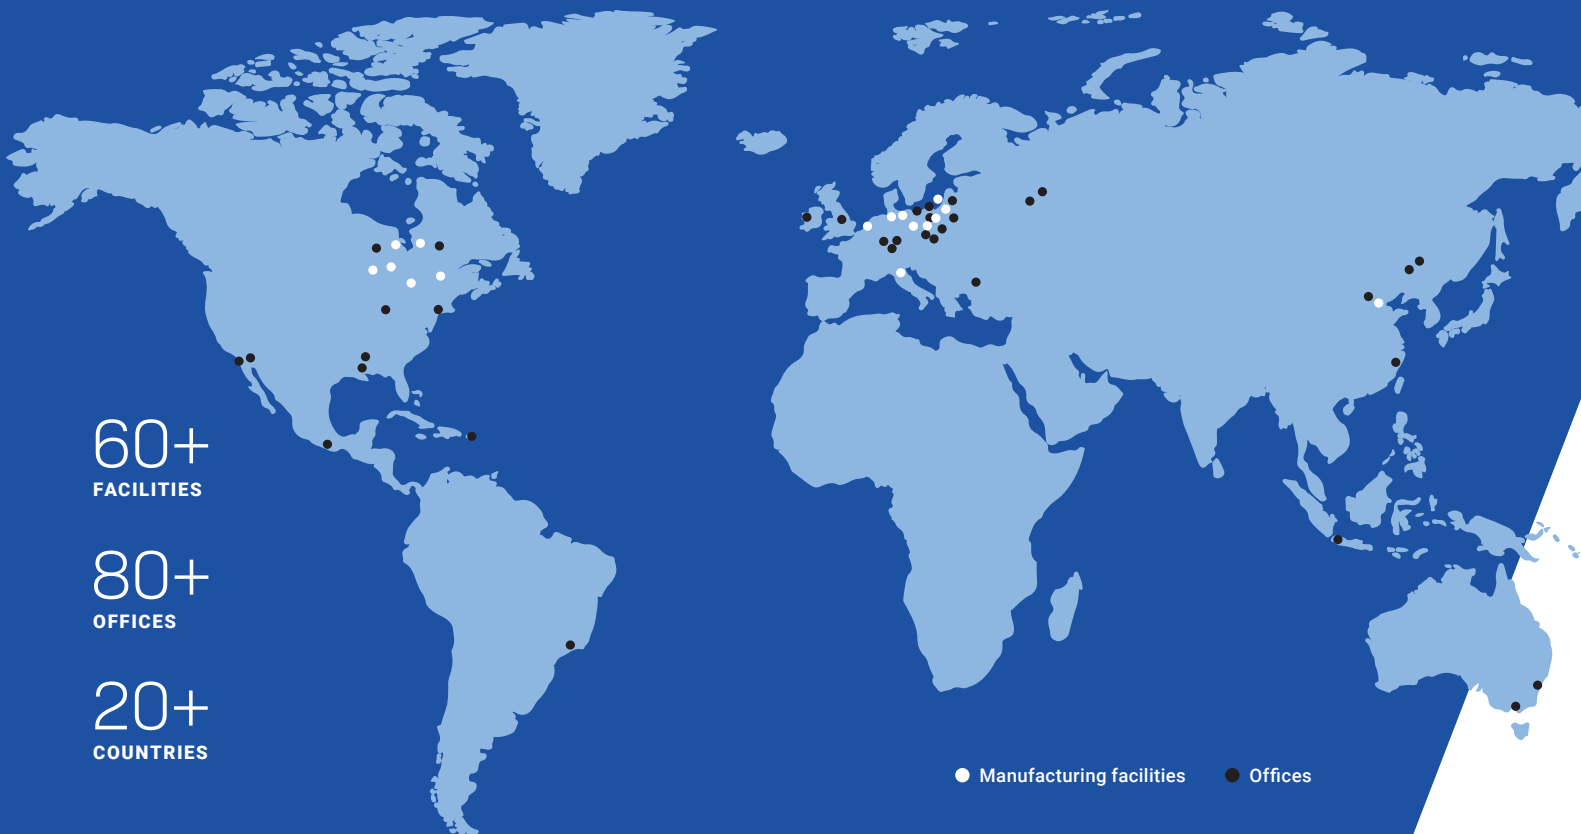 60+
FACILITIES
80+
OFFICES
20+
COUNTRIES
Manufacturing facilities
Offices